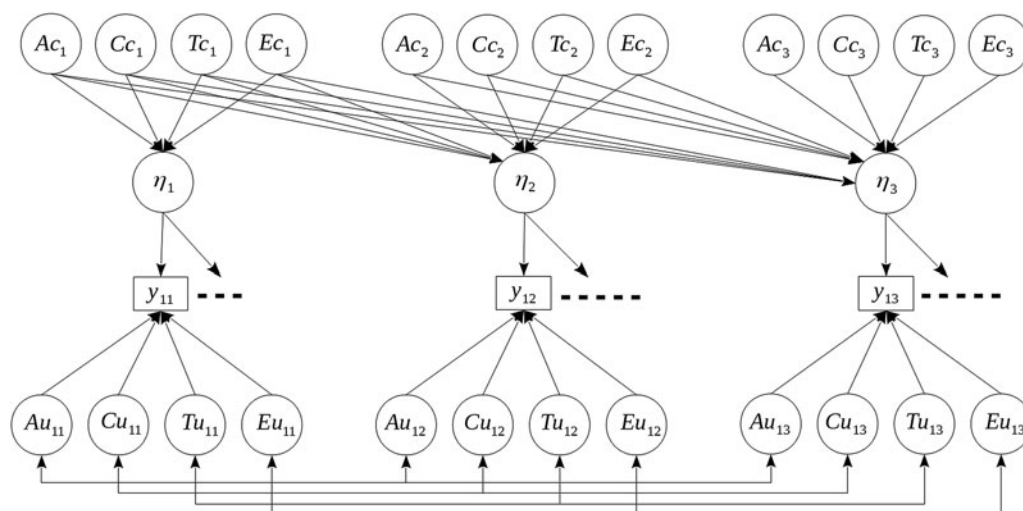 Ac₁ Cc₁ Tc₁ Ec₁ Ac₂ Cc₂ Tc₂ Ec₂ Ac₃ Cc₃ Tc₃ Ec₃
η₁ η₂ η₃
y₁₁ y₁₂ y₁₃
Au₁₁ Cu₁₁ Tu₁₁ Eu₁₁ Au₁₂ Cu₁₂ Tu₁₂ Eu₁₂ Au₁₃ Cu₁₃ Tu₁₃ Eu₁₃